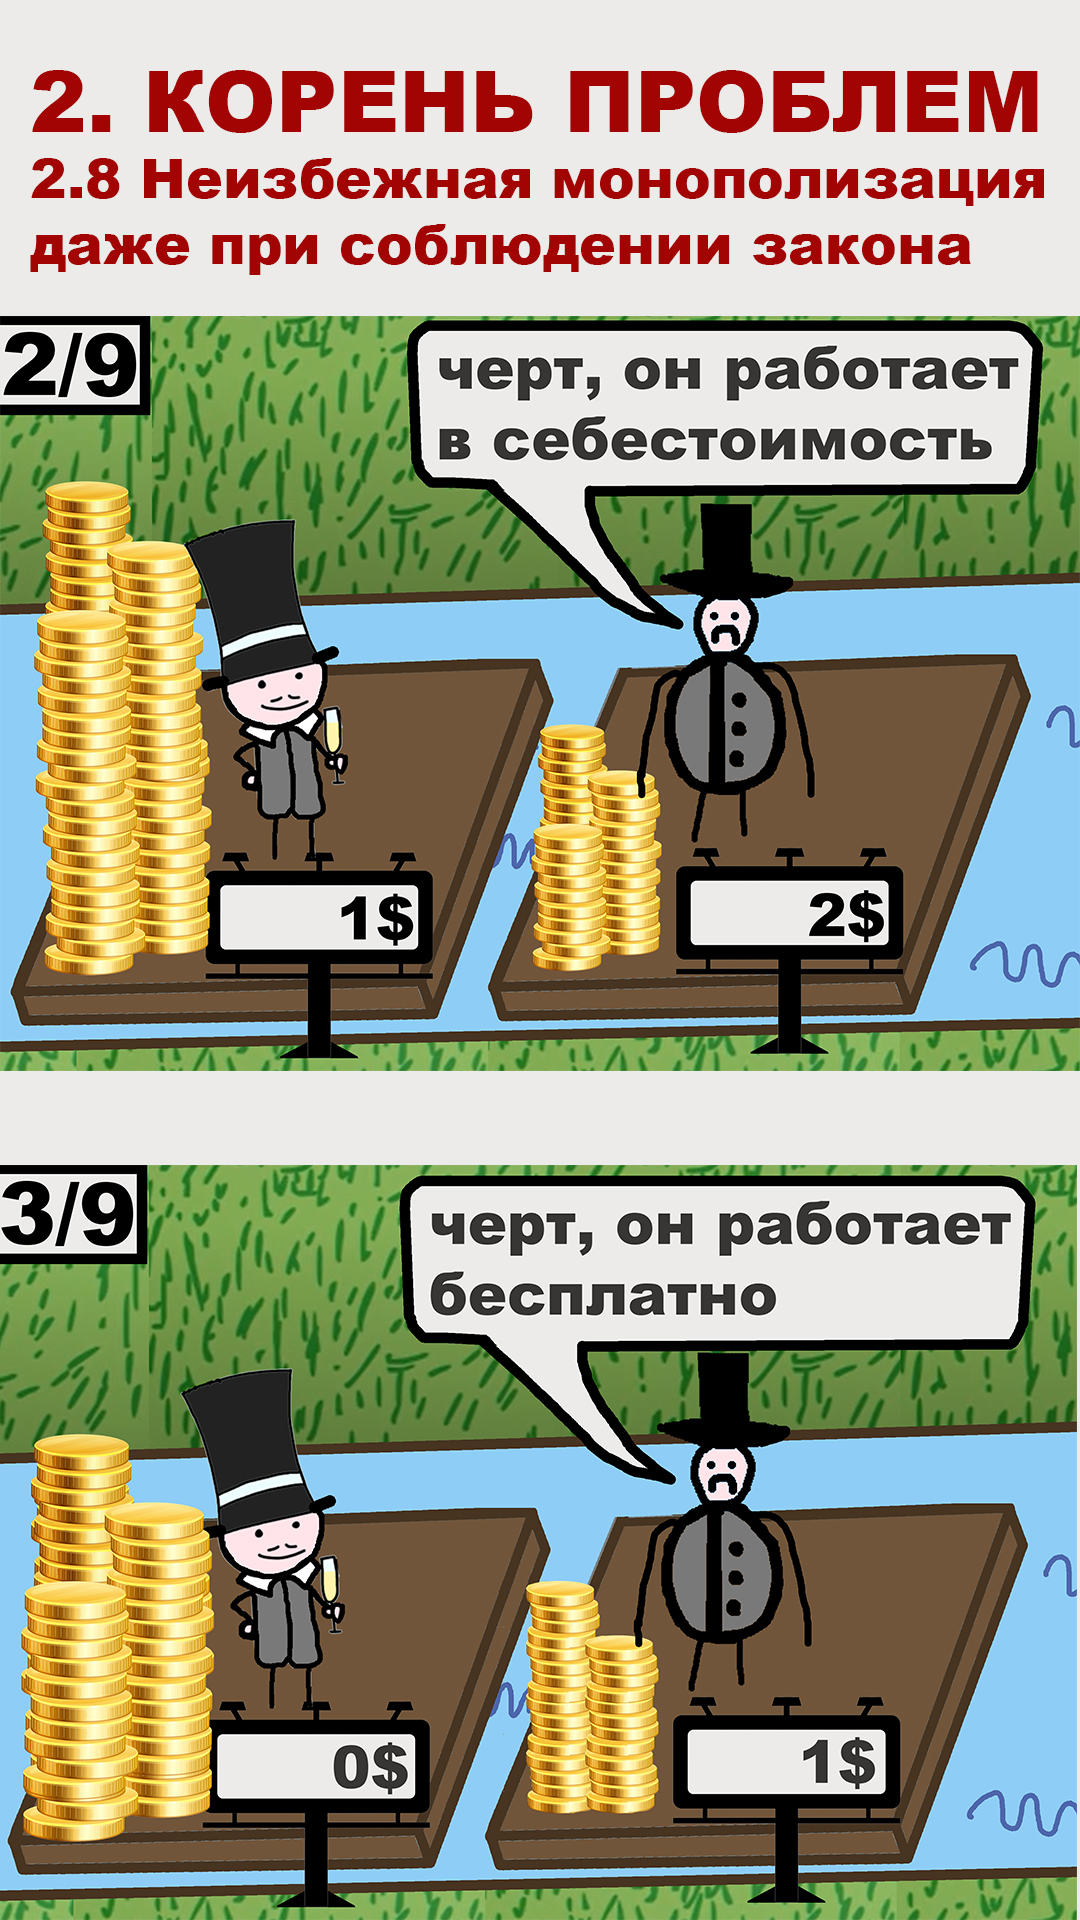 2. КОРЕНЬ ПРОБЛЕМ
2.8 Неизбежная монополизация
даже при соблюдении закона
2/9
черт, он работает
в себестоимость
1$
2$
3/9
черт, он работает
бесплатно
0$
1$